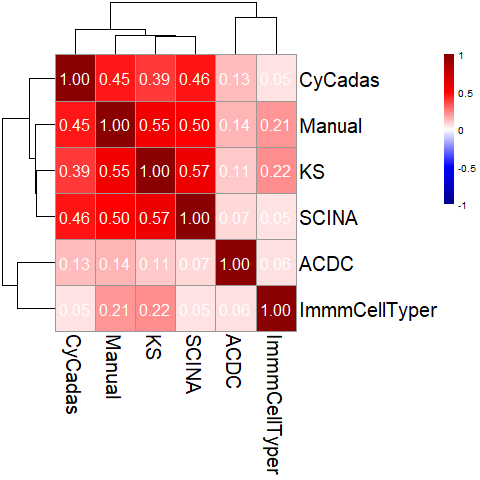 1.00 0.45 0.39 0.46 0.13 0.05 CyCadas
0.45 1.00 0.55 0.50 0.14 0.21 Manual
0.39 0.55 1.00 0.57 0.11 0.22 KS
0.46 0.50 0.57 1.00 0.07 0.05 SCINA
0.13 0.14 0.11 0.07 1.00 0.06 ACDC
0.05 0.21 0.22 0.05 0.06 1.00 ImmmCellTyper
CyCadas
Manual
KS
SCINA
ACDC
ImmmCellTyper
1
0.5
0
-0.5
-1